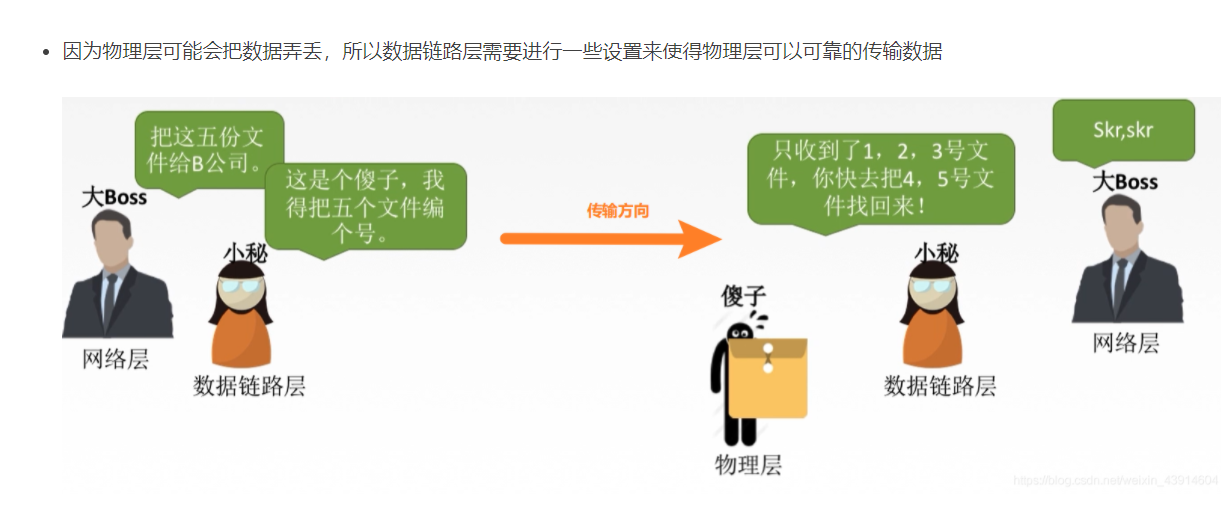 因为物理层可能会把数据弄丢，所以数据链路层需要进行一些设置来使得物理层可以可靠的传输数据
把这五份文
件给B公司。
大Boss
这是个傻子，我
得把五个文件编
个号。
小秘
网络层
数据链路层
传输方向
傻子
物理层
只收到了1，2，3号文
件，你快去把4，5号文
件找回来！
小秘
数据链路层
Skr,skr
大Boss
网络层
https://blog.csdn.net/weixin_43914604